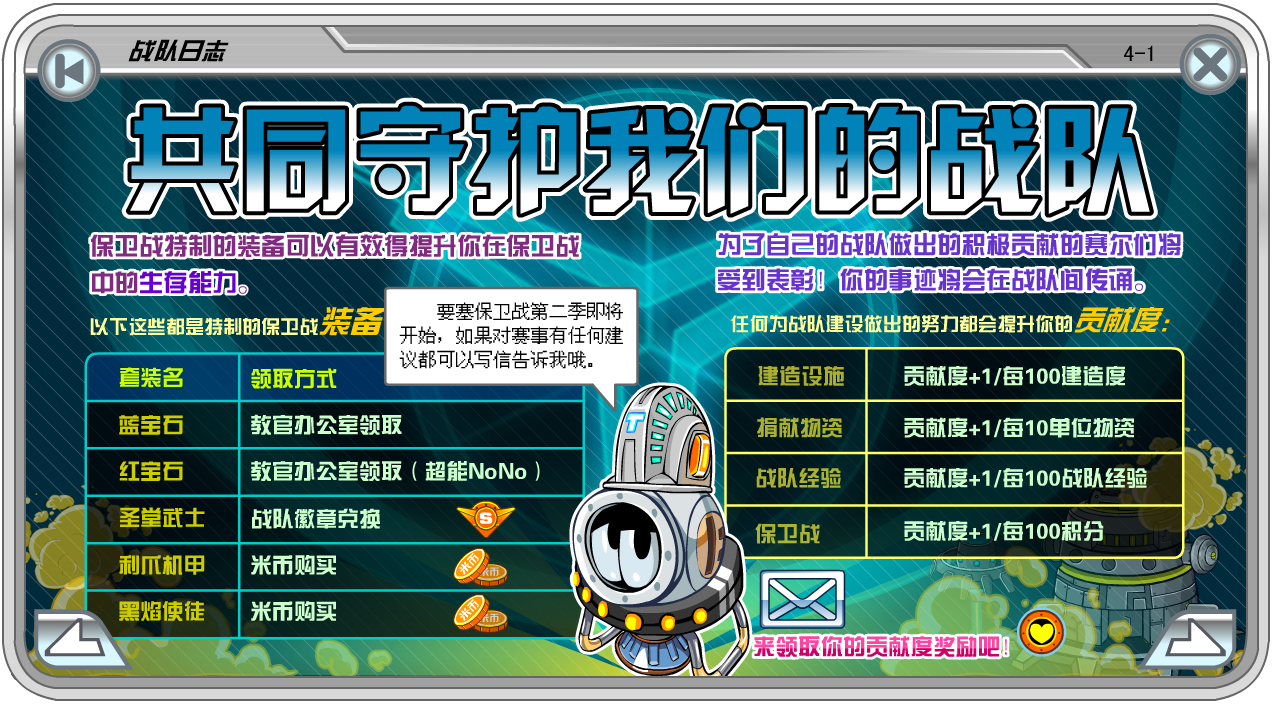 战队日志
4-1
共同守护我们的战队
保卫战特制的装备可以有效得提升你在保卫战
中的生存能力。
以下这些都是特制的保卫战装备
套装名 领取方式
蓝宝石 教官办公室领取
红宝石 教官办公室领取（超能NoNo）
圣堂武士 战队徽章兑换 S
利爪机甲 米币购买 米币 米币
黑焰使徒 米币购买 米币 米币
要塞保卫战第二季即将
开始，如果对赛事有任何建
议都可以写信告诉我哦。
T
为了自己的战队做出的积极贡献的赛尔们将
受到表彰！你的事迹将会在战队间传诵。
任何为战队建设做出的努力都会提升你的贡献度：
建造设施 贡献度+1/每100建造度
捐献物资 贡献度+1/每10单位物资
战队经验 贡献度+1/每100战队经验
保卫战 贡献度+1/每100积分
来领取你的贡献度奖励吧！